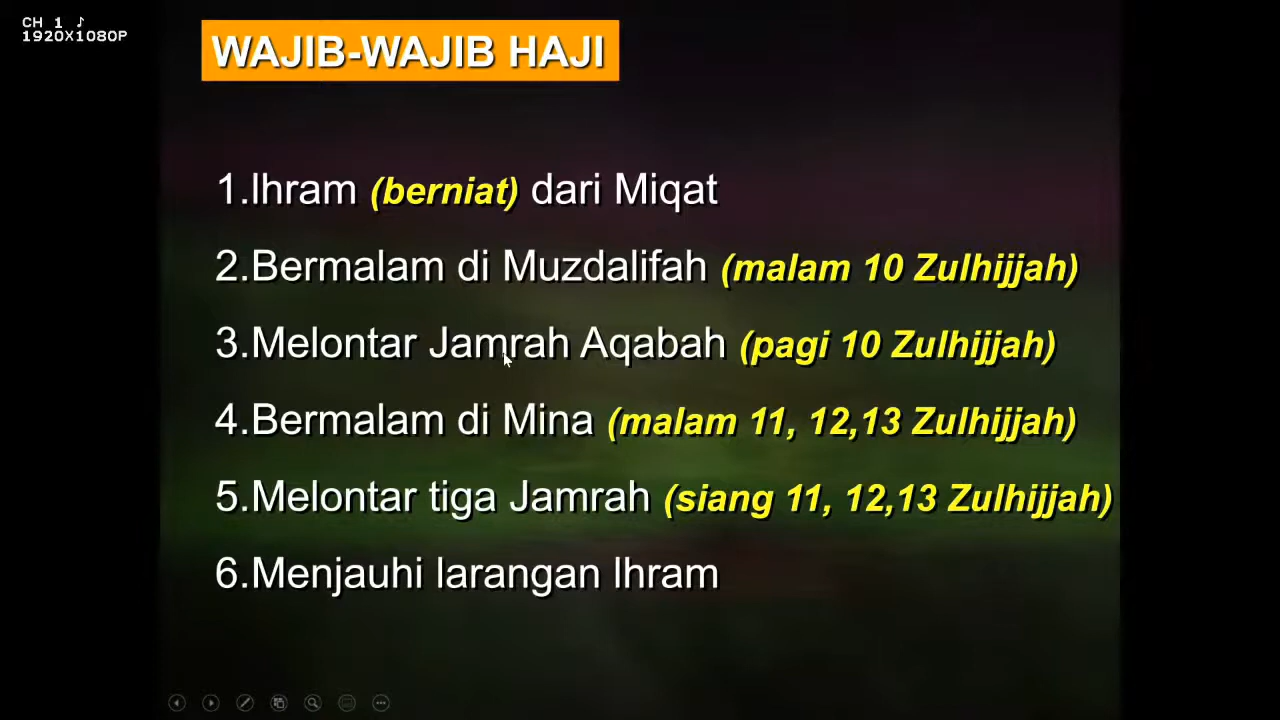 CH 1 ♪
1920X1080P
WAJIB-WAJIB HAJI
1.Ihram (berniat) dari Miqat
2.Bermalam di Muzdalifah (malam 10 Zulhijjah)
3.Melontar Jamrah Aqabah (pagi 10 Zulhijjah)
4.Bermalam di Mina (malam 11, 12,13 Zulhijjah)
5.Melontar tiga Jamrah (siang 11, 12,13 Zulhijjah)
6.Menjauhi larangan Ihram